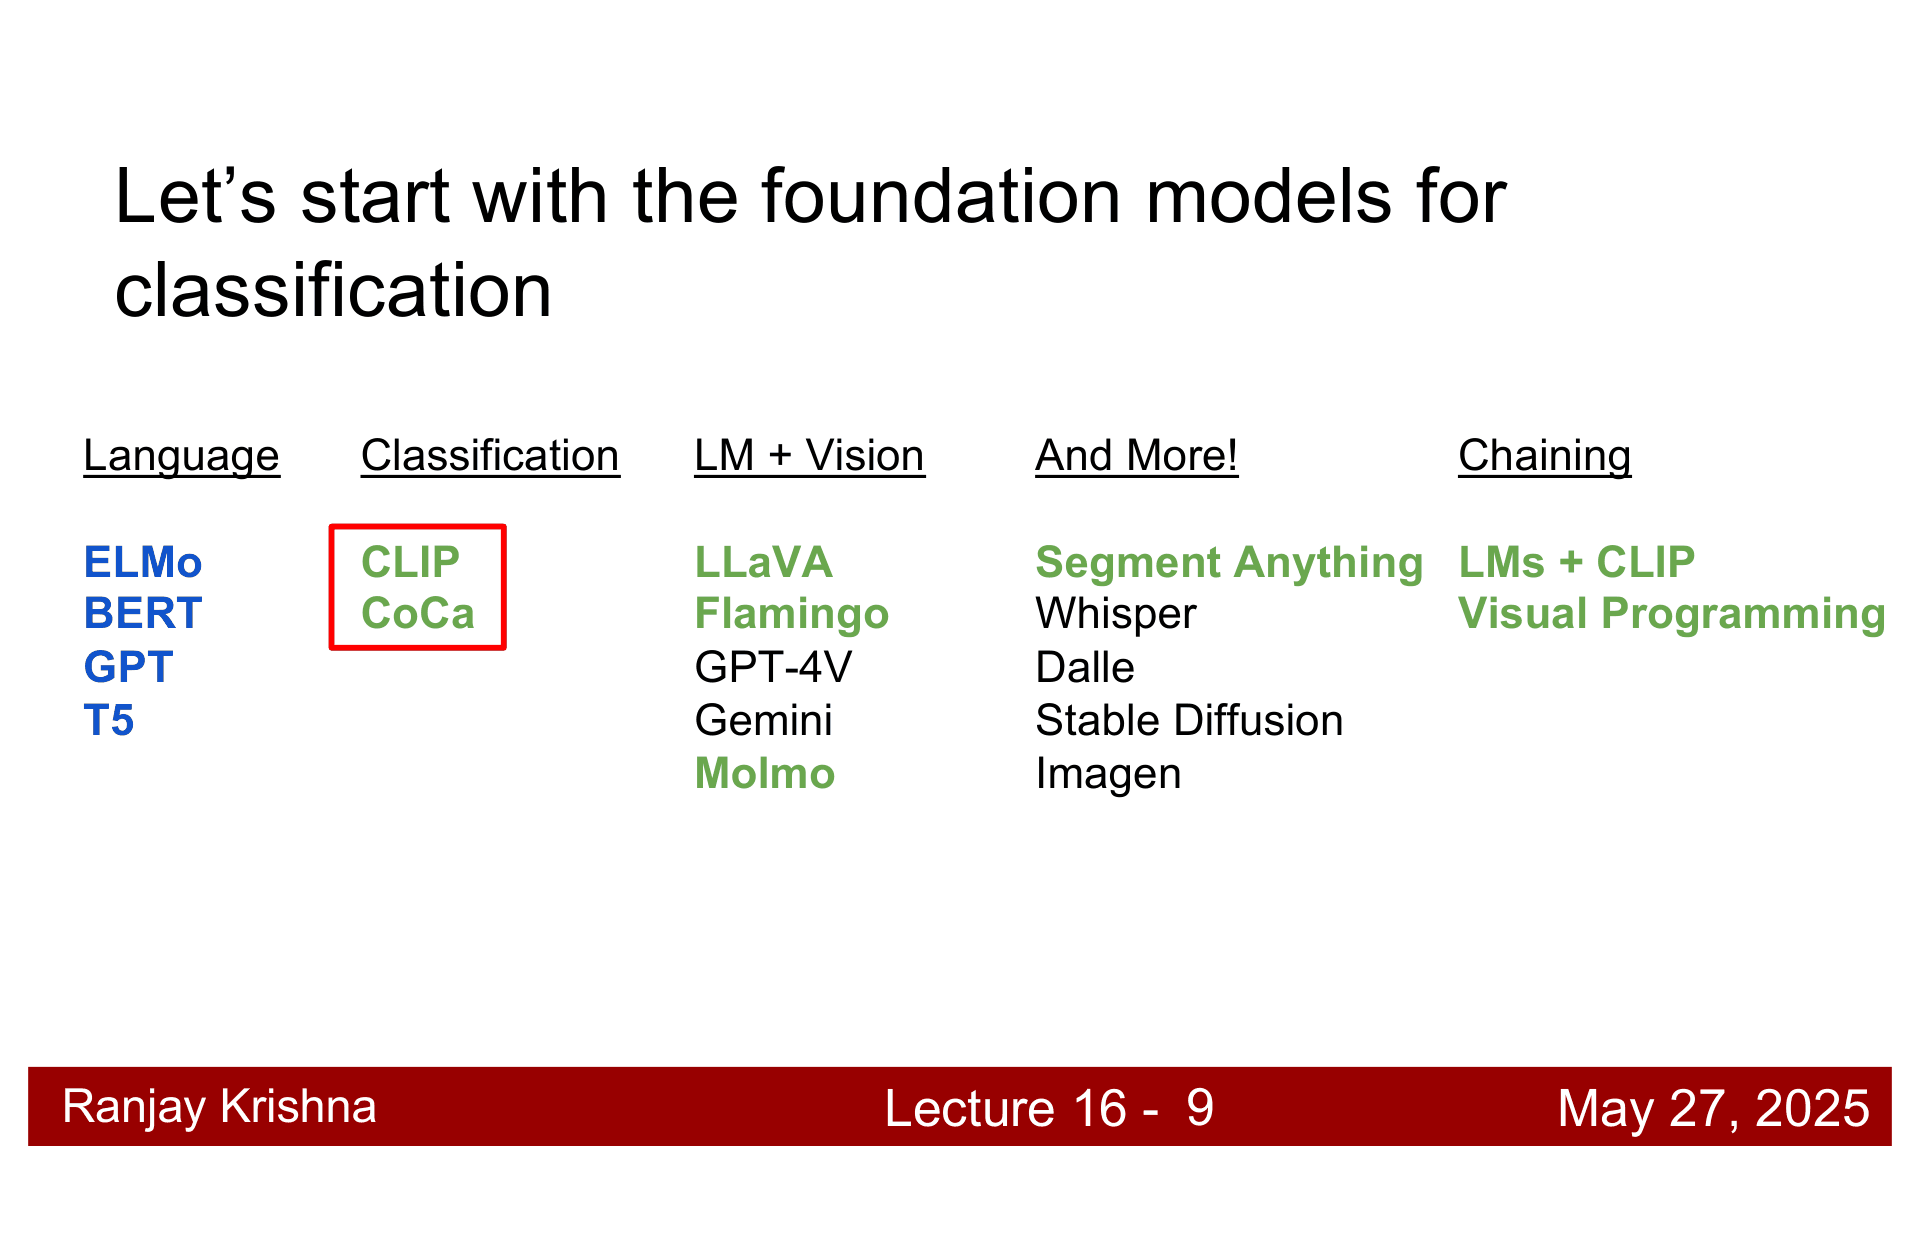 Let’s start with the foundation models for
classification
Language
ELMo
BERT
GPT
T5
Classification
CLIP
CoCa
LM + Vision
LLaVA
Flamingo
GPT-4V
Gemini
Molmo
And More!
Segment Anything
Whisper
Dalle
Stable Diffusion
Imagen
Chaining
LMs + CLIP
Visual Programming
Ranjay Krishna
Lecture 16 - 9
May 27, 2025